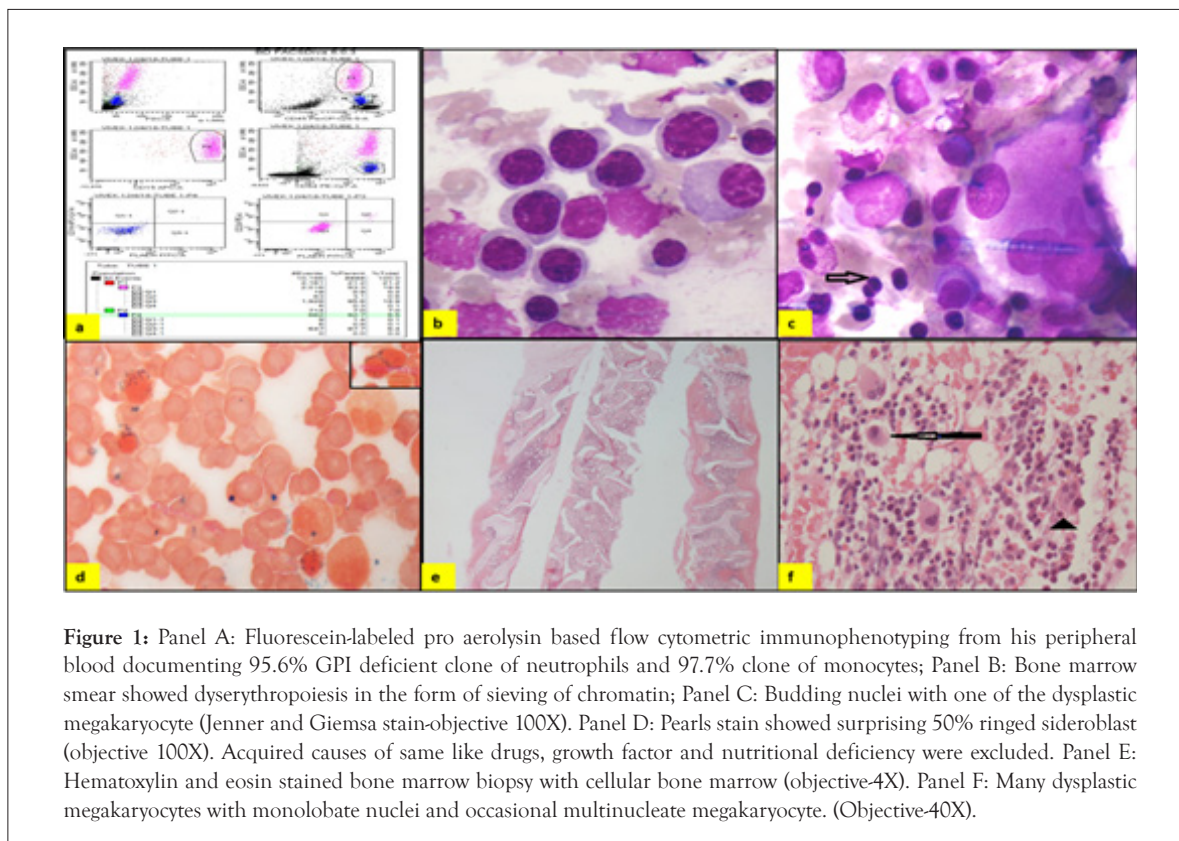 BD FACSDiva 8.0.3
a
b
c
d
e
f
Figure 1: Panel A: Fluorescein-labeled pro aerolysin based flow cytometric immunophenotyping from his peripheral
blood documenting 95.6% GPI deficient clone of neutrophils and 97.7% clone of monocytes; Panel B: Bone marrow
smear showed dyserythropoiesis in the form of sieving of chromatin; Panel C: Budding nuclei with one of the dysplastic
megakaryocyte (Jenner and Giemsa stain-objective 100X). Panel D: Pearls stain showed surprising 50% ringed sideroblast
(objective 100X). Acquired causes of same like drugs, growth factor and nutritional deficiency were excluded. Panel E:
Hematoxylin and eosin stained bone marrow biopsy with cellular bone marrow (objective-4X). Panel F: Many dysplastic
megakaryocytes with monolobate nuclei and occasional multinucleate megakaryocyte. (Objective-40X).